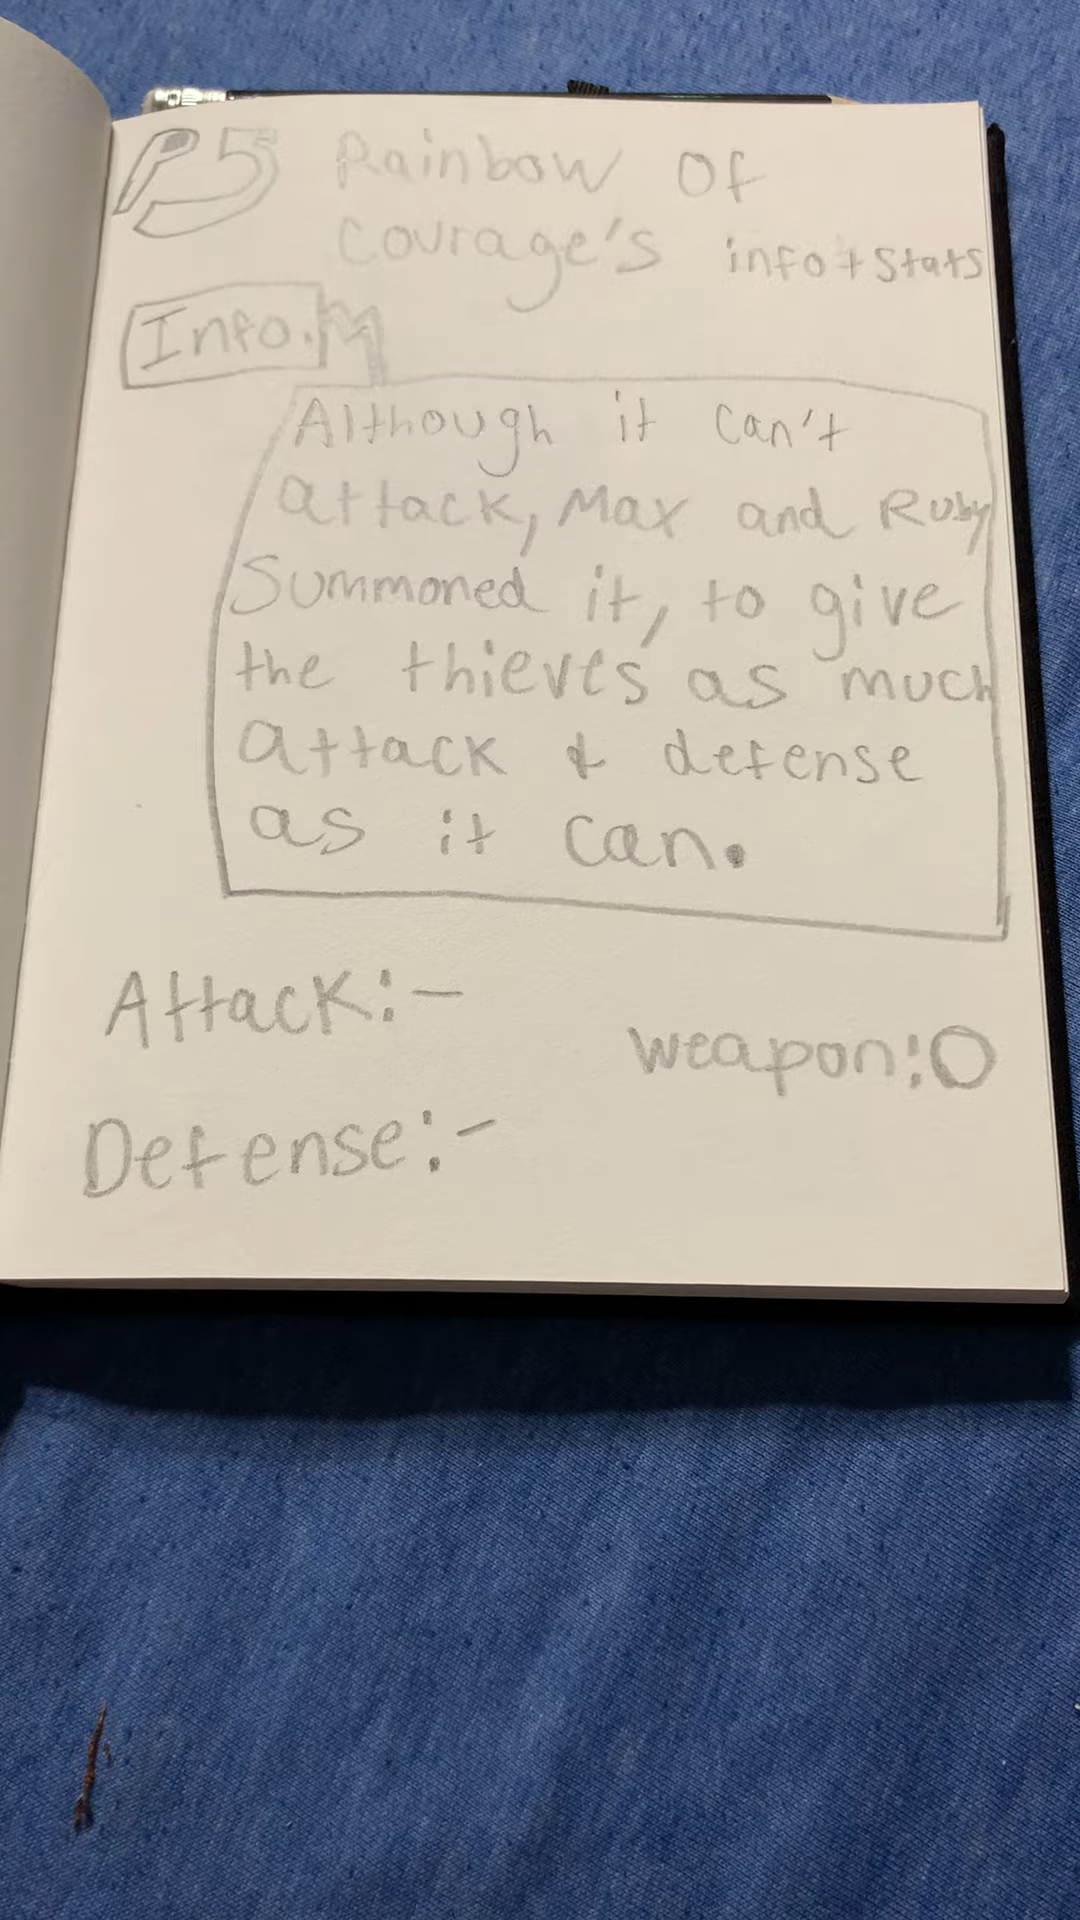 P5 Rainbow Of
Courage's info + Stats
Info.
Although it can't
attack, Max and Ruby
Summoned it, to give
the thieves as much
attack & defense
as it can.
Attack: -
weapon: O
Defense: -